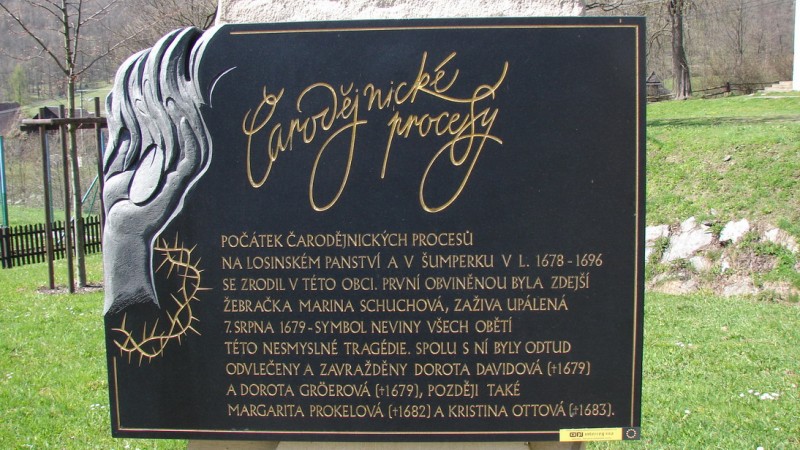 Čarodějnické
procesy
POČÁTEK ČARODĚJNICKÝCH PROCESŮ
NA LOSINSKÉM PANSTVÍ A V ŠUMPERKU V L. 1678 - 1696
SE ZRODIL V TÉTO OBCI. PRVNÍ OBVINĚNOU BYLA ZDEJŠÍ
ŽEBRAČKA MARINA SCHUCHOVÁ, ZAŽIVA UPÁLENÁ
7. SRPNA 1679 - SYMBOL NEVINY VŠECH OBĚTÍ
TÉTO NESMYSLNÉ TRAGÉDIE. SPOLU S NÍ BYLY ODTUD
ODVLEČENY A ZAVRAŽDĚNY DOROTA DAVIDOVÁ (†1679)
A DOROTA GRÖEROVÁ (†1679), POZDĚJI TAKÉ
MARGARITA PROKELOVÁ (†1682) A KRISTINA OTTOVÁ (†1683).